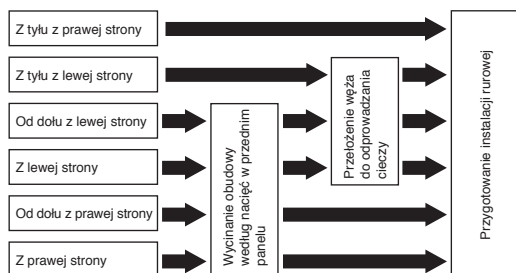 Z tyłu z prawej strony
Z tyłu z lewej strony
Od dołu z lewej strony
Z lewej strony
Od dołu z prawej strony
Z prawej strony
Wycinanie obudowy
według nacięć w przednim
panelu
Przełożenie węża
do odprowadzania
cieczy
Przygotowanie instalacji rurowej